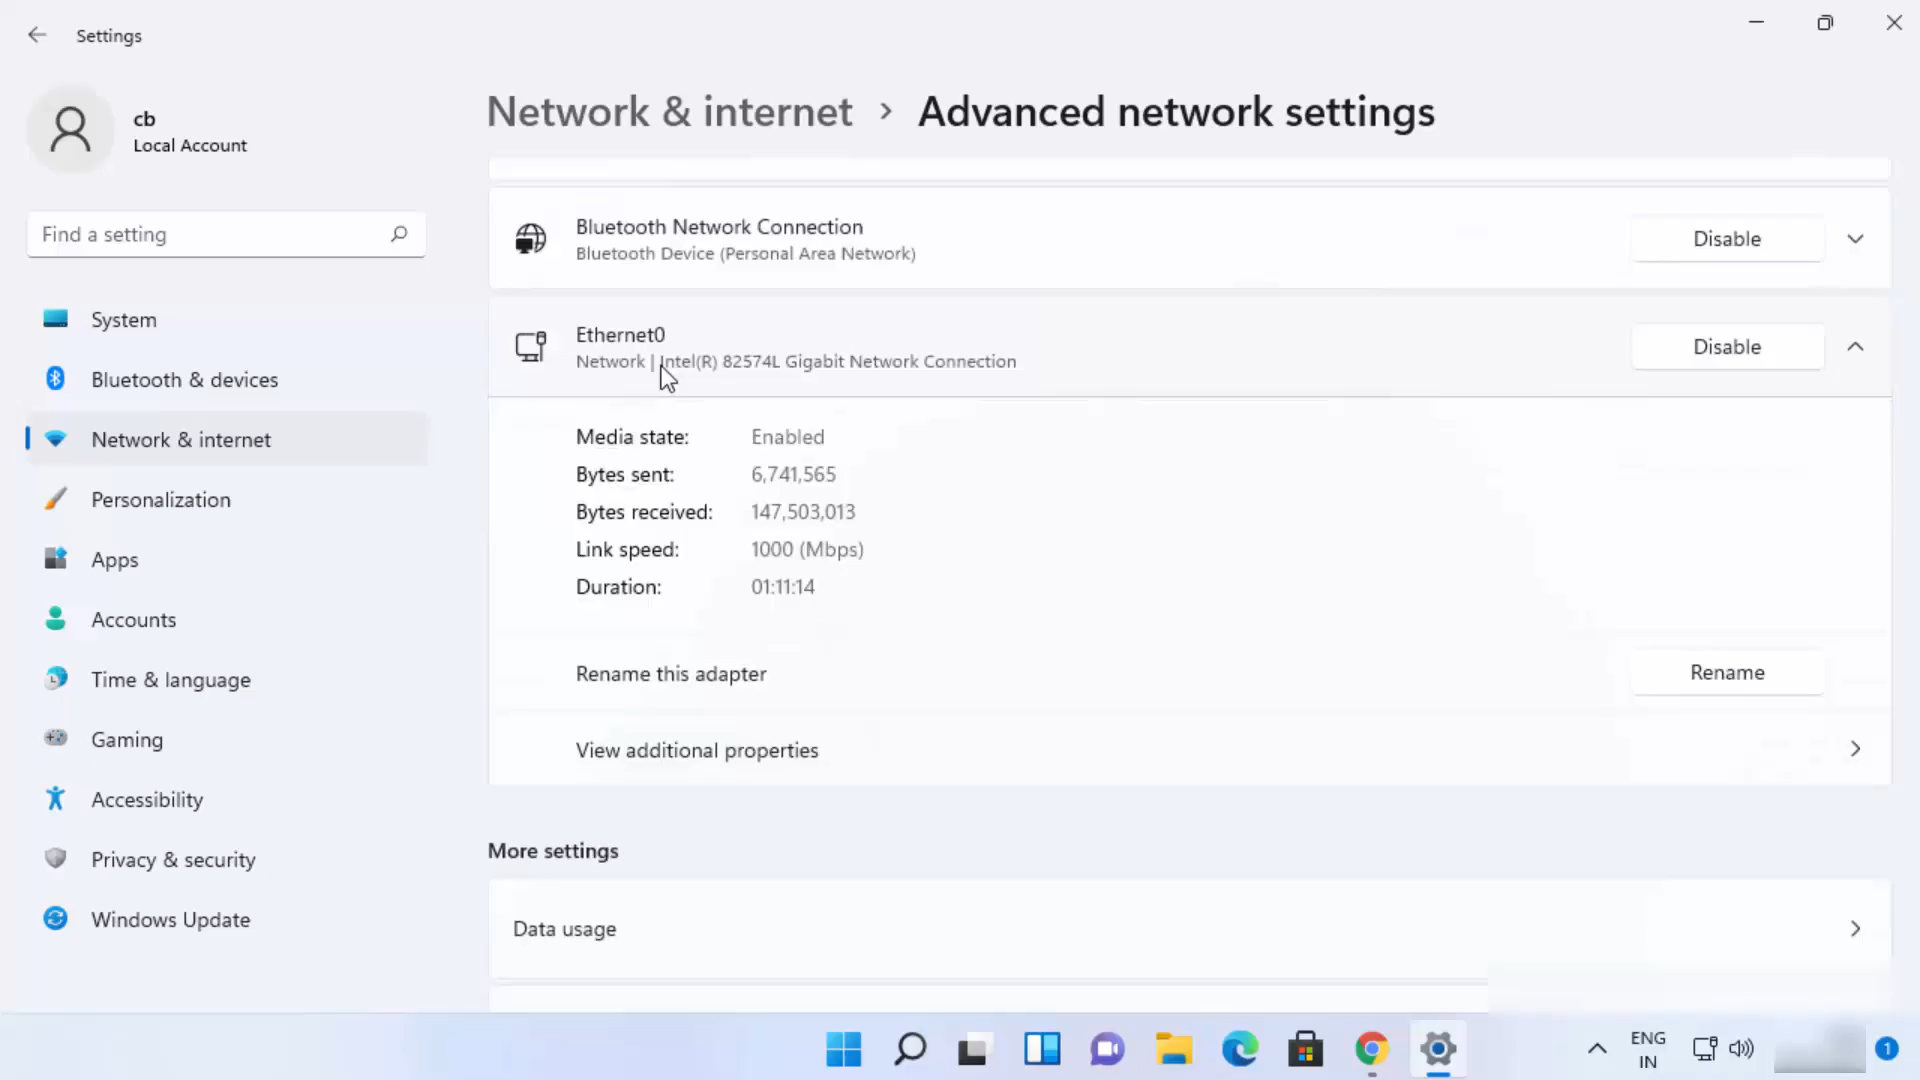 Settings
cb
Local Account
Find a setting
System
Bluetooth & devices
Network & internet
Personalization
Apps
Accounts
Time & language
Gaming
Accessibility
Privacy & security
Windows Update
Network & internet > Advanced network settings
Bluetooth Network Connection
Bluetooth Device (Personal Area Network)
Disable
Ethernet0
Network | Intel(R) 82574L Gigabit Network Connection
Disable
Media state: Enabled
Bytes sent: 6,741,565
Bytes received: 147,503,013
Link speed: 1000 (Mbps)
Duration: 01:11:14
Rename this adapter
Rename
View additional properties
More settings
Data usage
ENG
IN
1